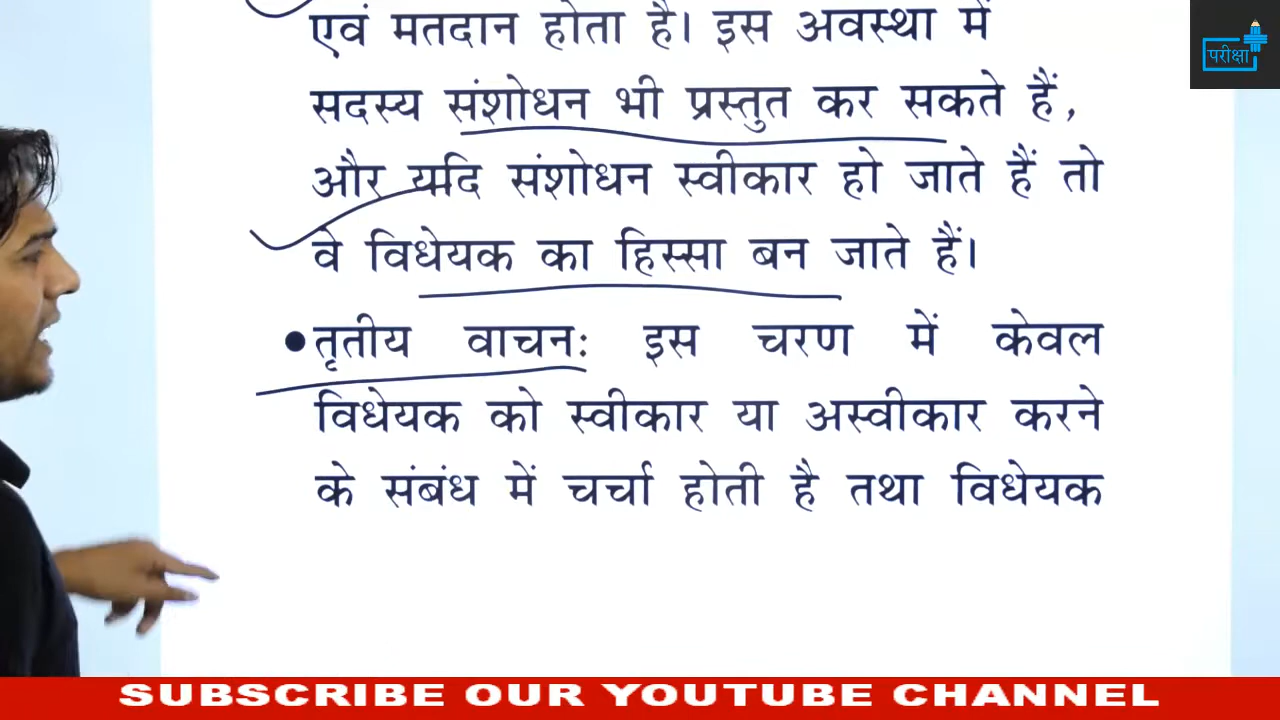 एवं मतदान होता है। इस अवस्था में
परीक्षा
सदस्य संशोधन भी प्रस्तुत कर सकते हैं,
और यदि संशोधन स्वीकार हो जाते हैं तो
वे विधेयक का हिस्सा बन जाते हैं।
•तृतीय वाचन: इस चरण में केवल
विधेयक को स्वीकार या अस्वीकार करने
के संबंध में चर्चा होती है तथा विधेयक
SUBSCRIBE OUR YOUTUBE CHANNEL